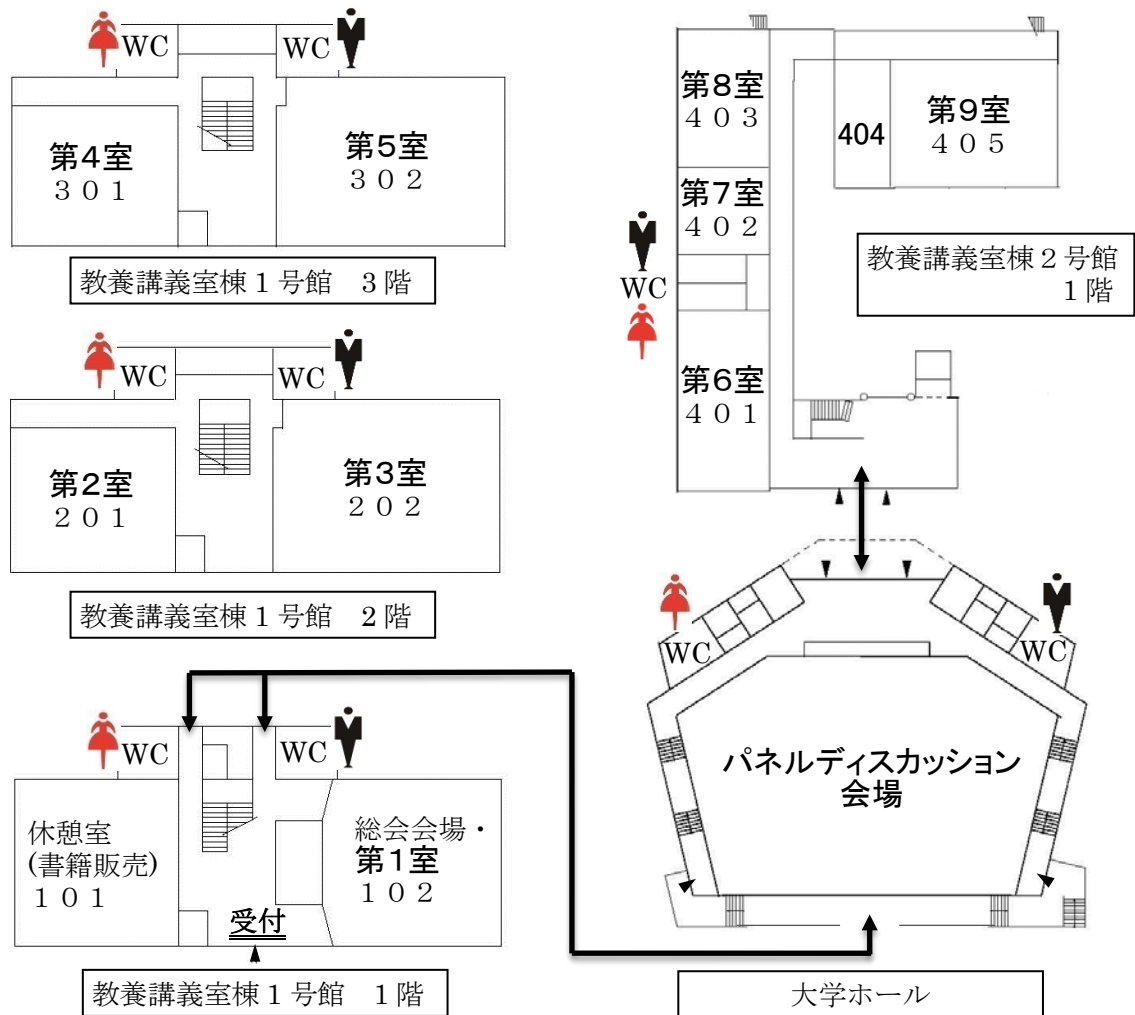 WC
WC
第4室
３０１
第5室
３０２
教養講義室棟１号館　３階
WC
WC
第2室
２０１
第3室
２０２
教養講義室棟１号館　２階
WC
WC
休憩室
(書籍販売)
１０１
総会会場・
第1室
１０２
受付
教養講義室棟１号館　１階
第8室
４０３
404
第9室
４０５
第7室
４０２
WC
第6室
４０１
教養講義室棟２号館
１階
WC
WC
パネルディスカッション
会場
大学ホール